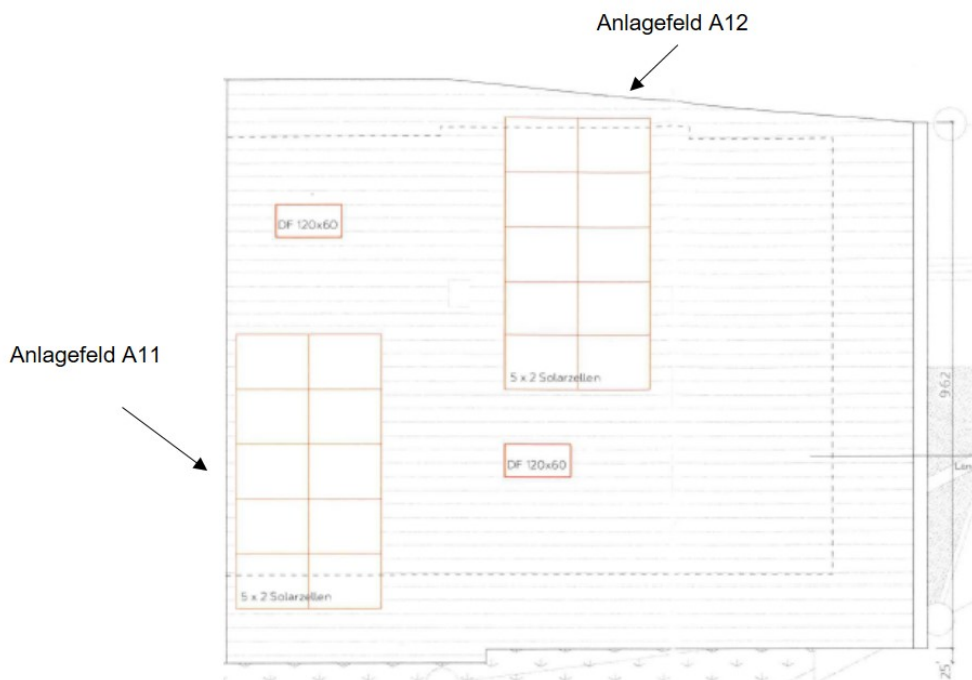 Anlagefeld A12
DF 120x60
Anlagefeld A11
5 x 2 Solarzellen
962
DF 120x60
5 x 2 Solarzellen
25